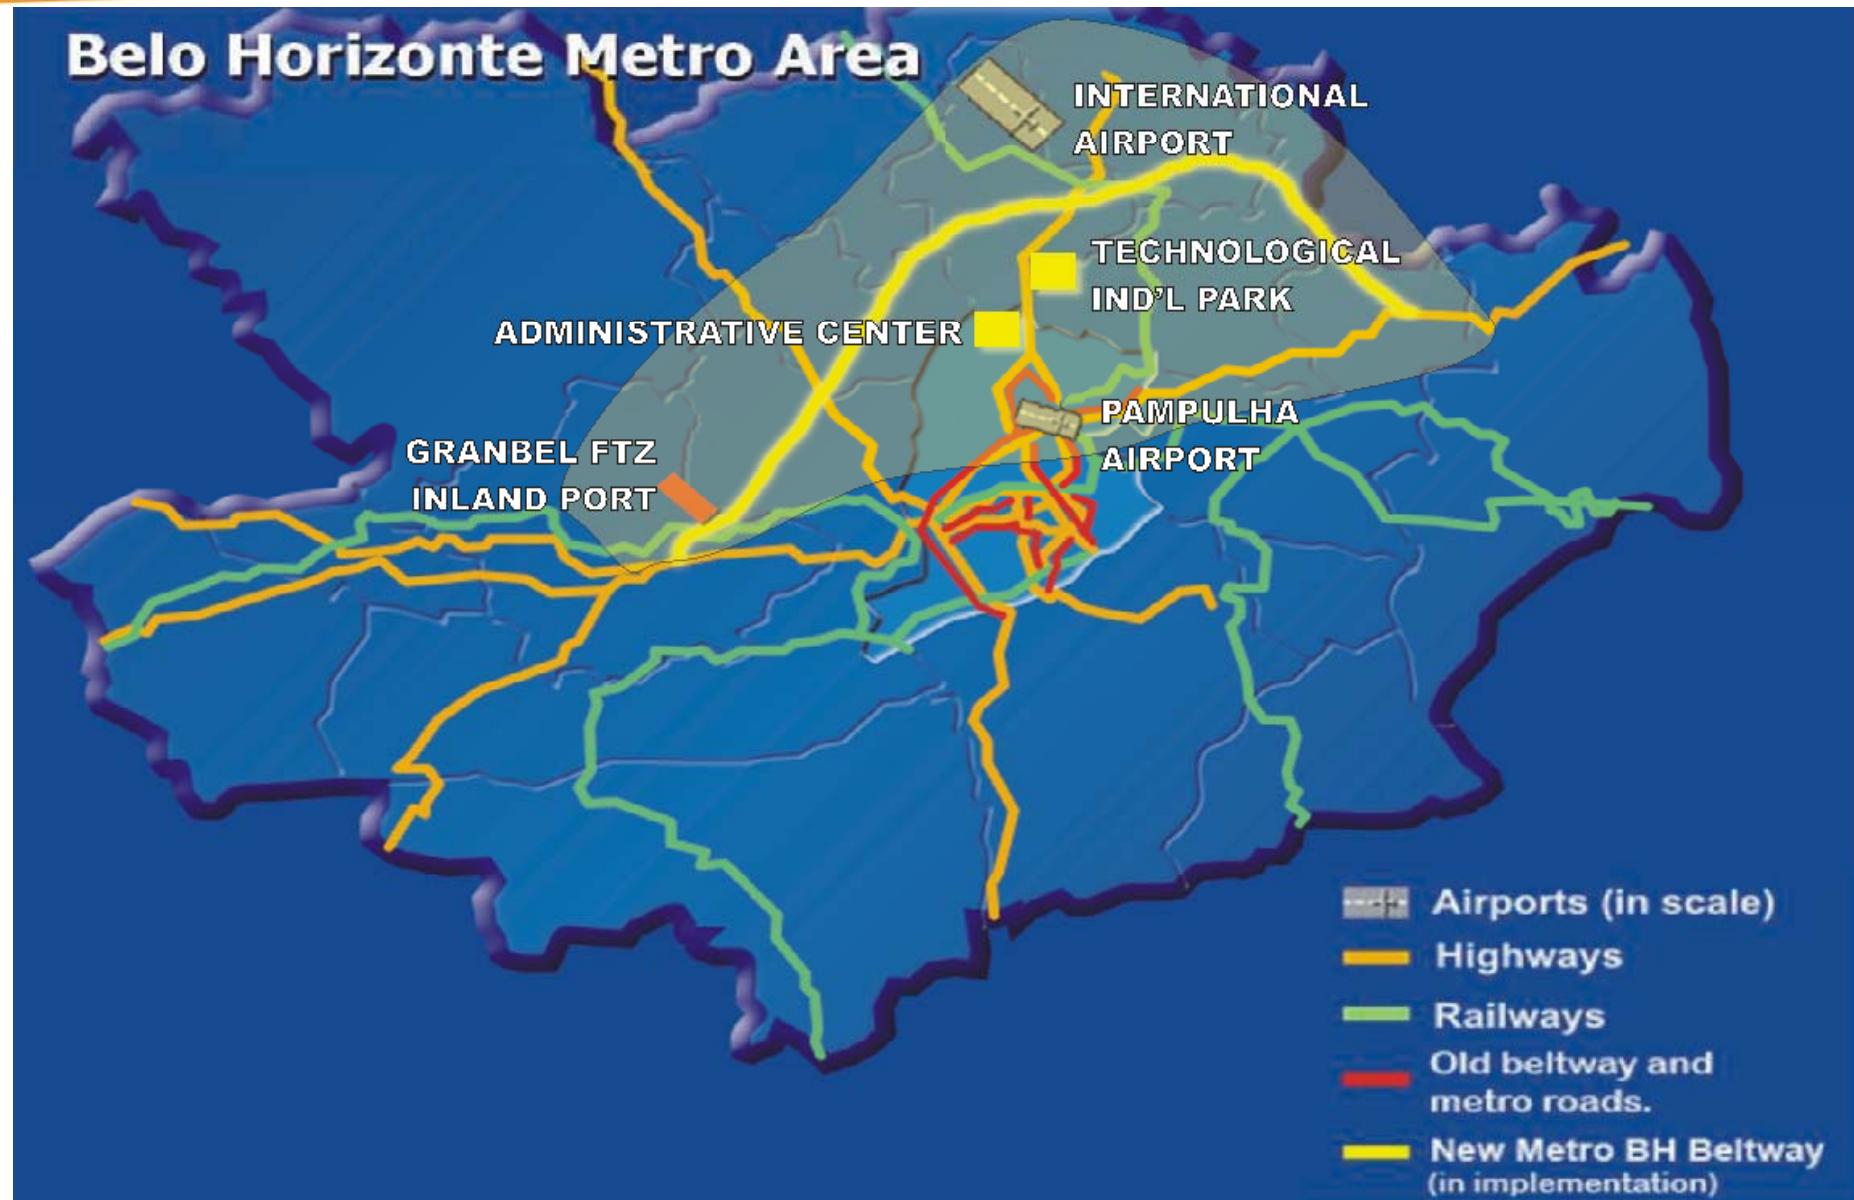 Belo Horizonte Metro Area
INTERNATIONAL
AIRPORT
TECHNOLOGICAL
IND'L PARK
ADMINISTRATIVE CENTER
PAMPULHA
AIRPORT
GRANBEL FTZ
INLAND PORT
Airports (in scale)
Highways
Railways
Old beltway and
metro roads.
New Metro BH Beltway
(in implementation)